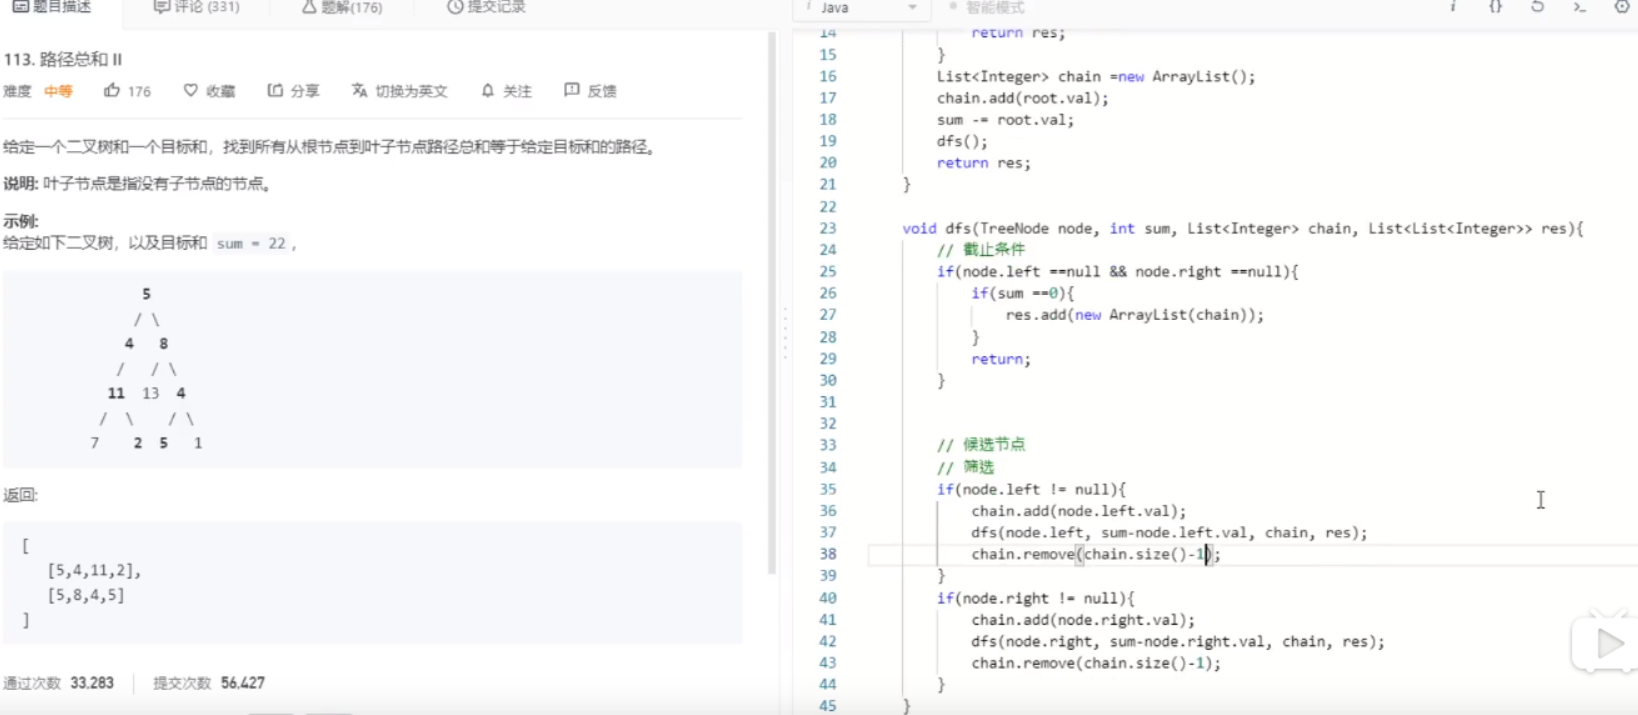 题目描述 评论 (331) 题解(176) 提交记录
113. 路径总和 II
难度 中等 176 收藏 分享 切换为英文 关注 反馈
给定一个二叉树和一个目标和，找到所有从根节点到叶子节点路径总和等于给定目标和的路径。
说明: 叶子节点是指没有子节点的节点。
示例:
给定如下二叉树，以及目标和 sum = 22 ，
5
/ \
4 8
/ / \
11 13 4
/ \ / \
7 2 5 1
返回:
[
[5,4,11,2],
[5,8,4,5]
]
通过次数 33,283 提交次数 56,427
i Java 智能模式 i {}
14 return res;
15 }
16 List<Integer> chain =new ArrayList();
17 chain.add(root.val);
18 sum -= root.val;
19 dfs();
20 return res;
21 }
22
23 void dfs(TreeNode node, int sum, List<Integer> chain, List<List<Integer>> res){
24 // 截止条件
25 if(node.left ==null && node.right ==null){
26 if(sum ==0){
27 res.add(new ArrayList(chain));
28 }
29 return;
30 }
31
32
33 // 候选节点
34 // 筛选
35 if(node.left != null){
36 chain.add(node.left.val);
37 dfs(node.left, sum-node.left.val, chain, res);
38 chain.remove(chain.size()-1);
39 }
40 if(node.right != null){
41 chain.add(node.right.val);
42 dfs(node.right, sum-node.right.val, chain, res);
43 chain.remove(chain.size()-1);
44 }
45 }